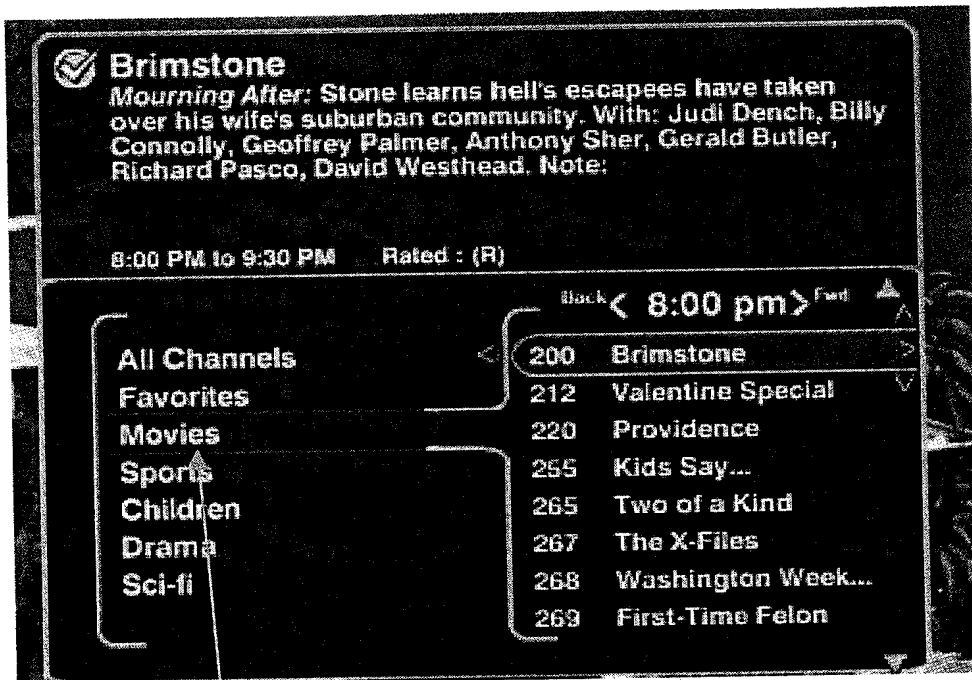 Brimstone
Mourning After: Stone learns hell's escapees have taken
over his wife's suburban community. With: Judi Dench, Billy
Connolly, Geoffrey Palmer, Anthony Sher, Gerald Butler,
Richard Pasco, David Westhead. Note:
8:00 PM to 9:30 PM Rated : (R)
Back < 8:00 pm > Fwd
All Channels
Favorites
Movies
Sports
Children
Drama
Sci-fi
200 Brimstone
212 Valentine Special
220 Providence
255 Kids Say...
265 Two of a Kind
267 The X-Files
268 Washington Week...
269 First-Time Felon